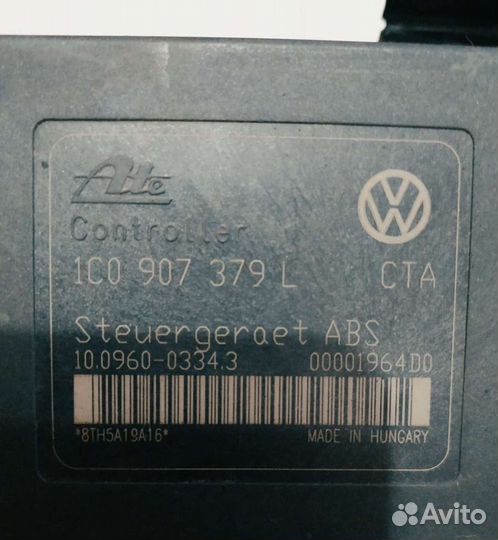 Ate
Controller
1C0 907 379 L CTA
Steuergeraet ABS
10.0960-0334.3 00001964D0
*8TH5A19A16* MADE IN HUNGARY
Avito